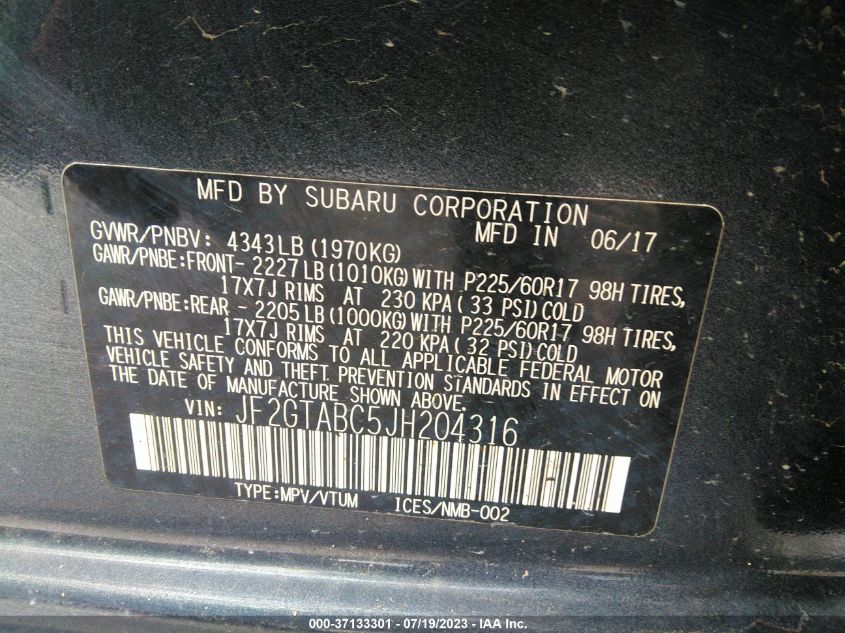 MFD BY SUBARU CORPORATION
GVWR/PNBV: 4343LB (1970KG) MFD IN 06/17
GAWR/PNBE:FRONT- 2227LB (1010KG) WITH P225/60R17 98H TIRES,
17X7J RIMS AT 230 KPA ( 33 PSI) COLD
GAWR/PNBE:REAR - 2205LB (1000KG) WITH P225/60R17 98H TIRES,
17X7J RIMS AT 220 KPA ( 32 PSI) COLD
THIS VEHICLE CONFORMS TO ALL APPLICABLE FEDERAL MOTOR
VEHICLE SAFETY AND THEFT PREVENTION STANDARDS IN EFFECT ON
THE DATE OF MANUFACTURE SHOWN ABOVE.
VIN: JF2GTABC5JH204316
TYPE:MPV/VTUM ICES/NMB-002
000-37133301 - 07/19/2023 - IAA Inc.